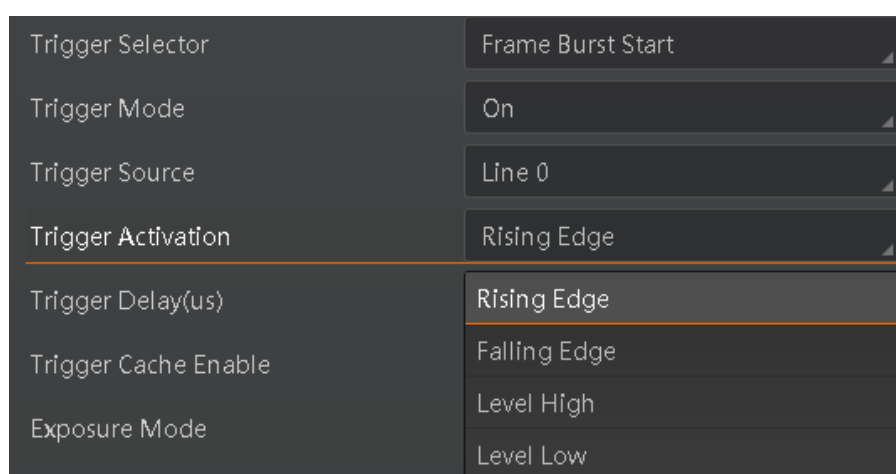 Trigger Selector Frame Burst Start
Trigger Mode On
Trigger Source Line 0
Trigger Activation Rising Edge
Trigger Delay(us) Rising Edge
Falling Edge
Trigger Cache Enable
Level High
Exposure Mode
Level Low